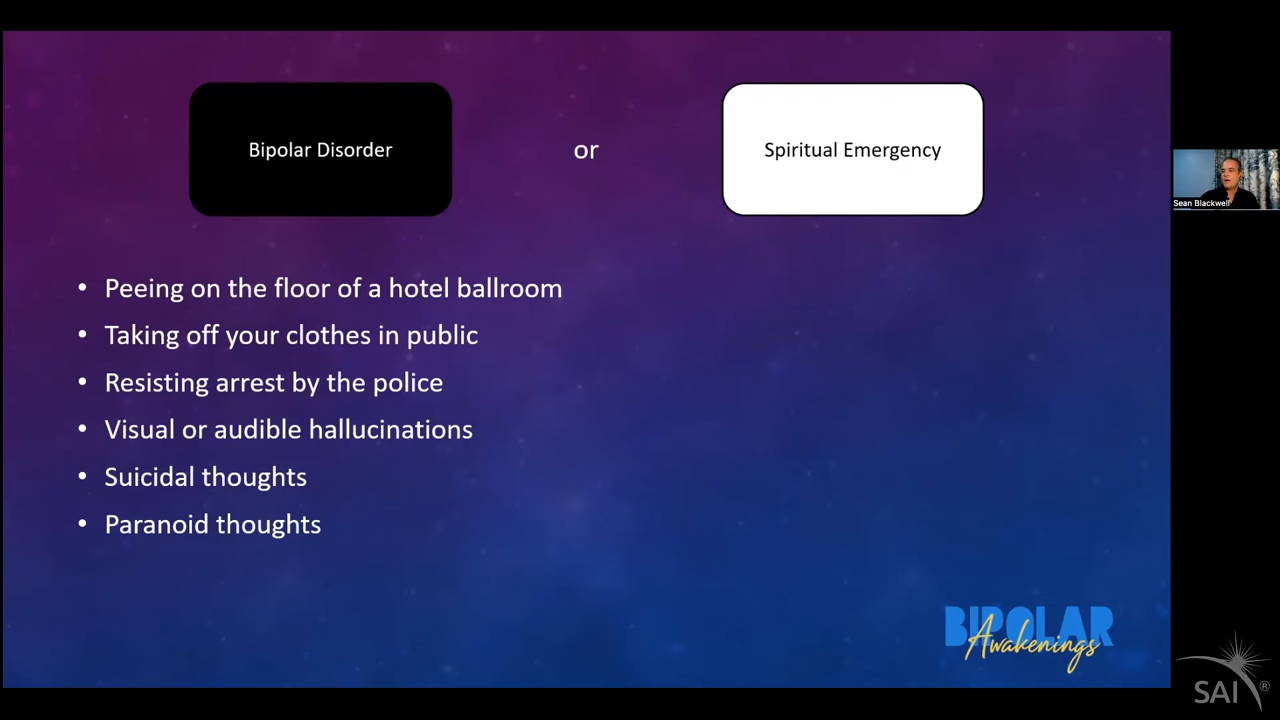 Bipolar Disorder
or
Spiritual Emergency
• Peeing on the floor of a hotel ballroom
• Taking off your clothes in public
• Resisting arrest by the police
• Visual or audible hallucinations
• Suicidal thoughts
• Paranoid thoughts
Sean Blackwell
BIPOLAR
Awakenings
SAI®